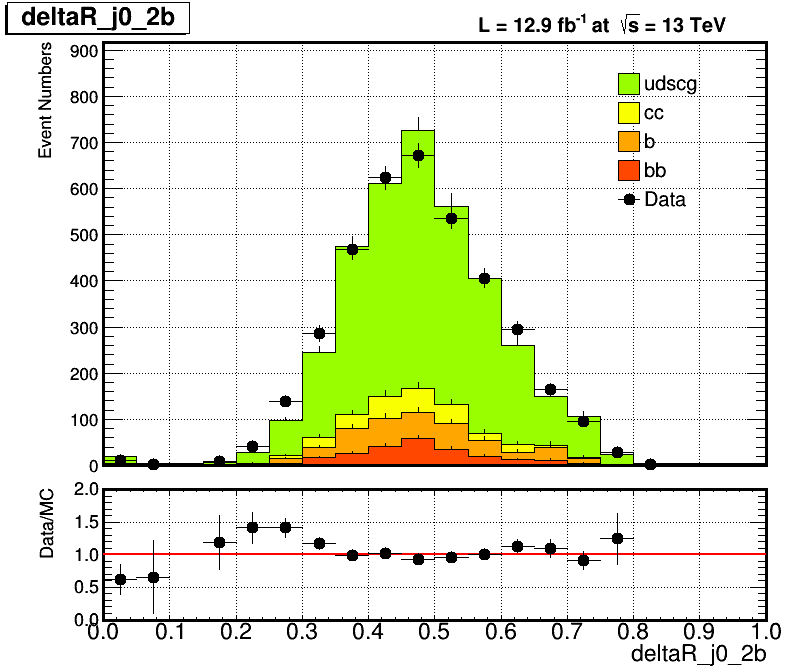 deltaR_j0_2b
L = 12.9 fb-1 at √s = 13 TeV
Event Numbers
900
800
700
600
500
400
300
200
100
0
udscg
cc
b
bb
Data
Data/MC
2.0
1.5
1.0
0.5
0.0
0.0 0.1 0.2 0.3 0.4 0.5 0.6 0.7 0.8 0.9 1.0
deltaR_j0_2b